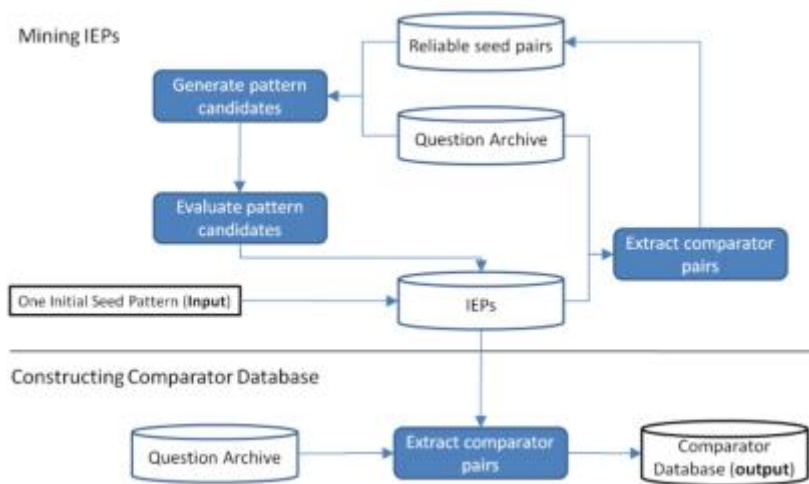 Mining IEPs
Reliable seed pairs
Generate pattern
candidates
Question Archive
Evaluate pattern
candidates
Extract comparator
pairs
One Initial Seed Pattern (Input)
IEPs
Constructing Comparator Database
Question Archive
Extract comparator
pairs
Comparator
Database (output)